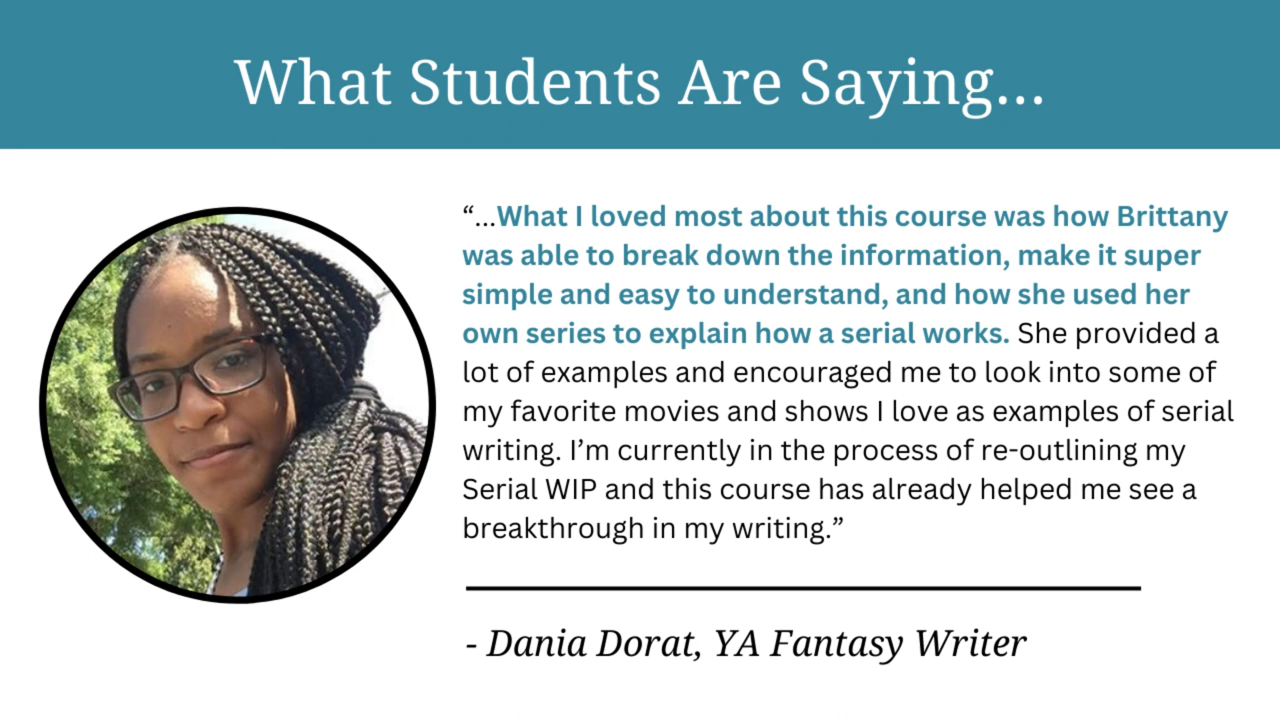 What Students Are Saying...
“...What I loved most about this course was how Brittany
was able to break down the information, make it super
simple and easy to understand, and how she used her
own series to explain how a serial works. She provided a
lot of examples and encouraged me to look into some of
my favorite movies and shows I love as examples of serial
writing. I’m currently in the process of re-outlining my
Serial WIP and this course has already helped me see a
breakthrough in my writing.”
- Dania Dorat, YA Fantasy Writer